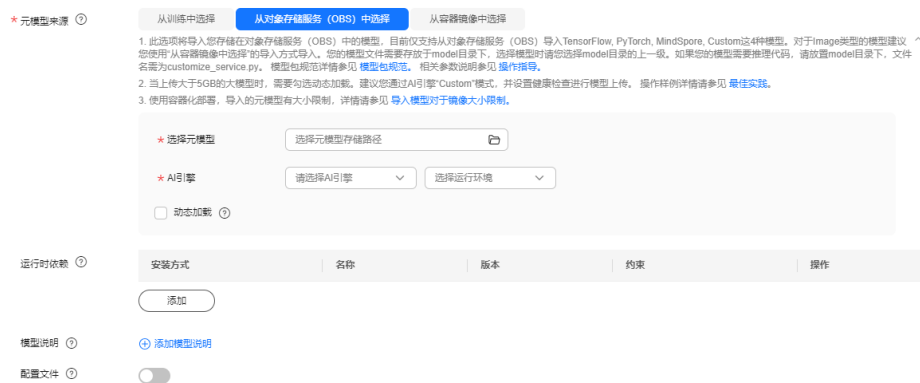 * 元模型来源 ?
从训练中选择 从对象存储服务（OBS）中选择 从容器镜像中选择
1. 此选项将导入您存储在对象存储服务（OBS）中的模型，目前仅支持从对象存储服务（OBS）导入TensorFlow, PyTorch, MindSpore, Custom这4种模型。对于Image类型的模型建议
您使用“从容器镜像中选择”的导入方式导入。您的模型文件需要存放于model目录下，选择模型时请您选择model目录的上一级。如果您的模型需要推理代码，请放置model目录下，文件
名需为customize_service.py。 模型包规范详情参见 模型包规范。 相关参数说明参见 操作指导。
2. 当上传大于5GB的大模型时，需要勾选动态加载。建议您通过AI引擎“Custom”模式，并设置健康检查进行模型上传。 操作样例详情请参见 最佳实践。
3. 使用容器化部署，导入的元模型有大小限制，详情请参见 导入模型对于镜像大小限制。
* 选择元模型 选择元模型存储路径
* AI引擎 请选择AI引擎 选择运行环境
动态加载 ?
运行时依赖 ? 安装方式 名称 版本 约束 操作
添加
模型说明 ? 添加模型说明
配置文件 ?